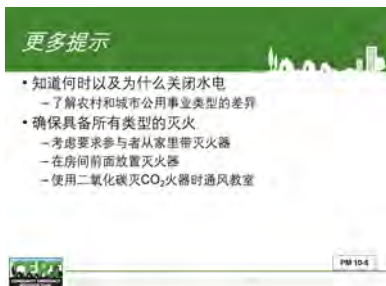 更多提示
• 知道何时以及为什么关闭水电
–了解农村和城市公用事业类型的差异
• 确保具备所有类型的灭火
–考虑要求参与者从家里带灭火器
–在房间前面放置灭火器
–使用二氧化碳灭CO₂火器时通风教室
CERT
PM 10-6